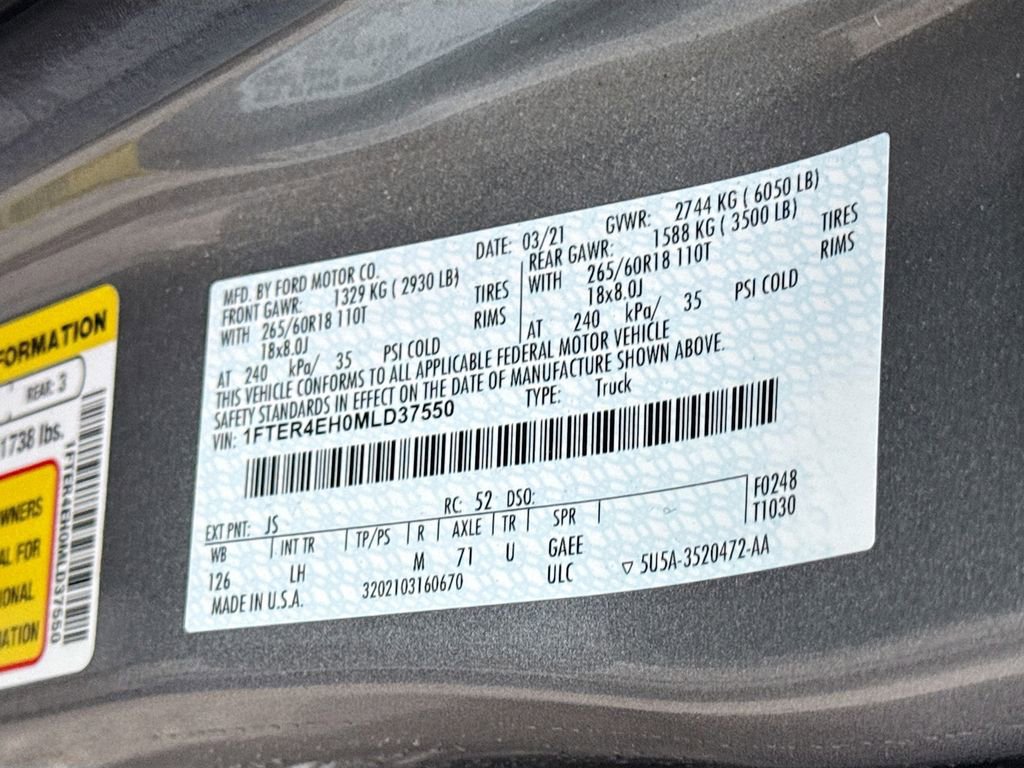 FORMATION
REAR: 3
1738 lbs.
WNERS
AL FOR
IONAL
ATION
1FTER4EH0MLD37550
MFD. BY FORD MOTOR CO. DATE: 03/21 GVWR: 2744 KG ( 6050 LB)
FRONT GAWR: 1329 KG ( 2930 LB) REAR GAWR: 1588 KG ( 3500 LB)
WITH 265/60R18 110T TIRES WITH 265/60R18 110T TIRES
18x8.0J RIMS 18x8.0J RIMS
AT 240 kPa/ 35 PSI COLD AT 240 kPa/ 35 PSI COLD
THIS VEHICLE CONFORMS TO ALL APPLICABLE FEDERAL MOTOR VEHICLE
SAFETY STANDARDS IN EFFECT ON THE DATE OF MANUFACTURE SHOWN ABOVE.
VIN: 1FTER4EH0MLD37550 TYPE: Truck
EXT PNT: JS RC: 52 DSO: F0248
WB INT TR TP/PS R AXLE TR SPR T1030
126 LH M 71 U GAEE
ULC ▽ 5U5A-3520472-AA
MADE IN U.S.A. 3202103160670